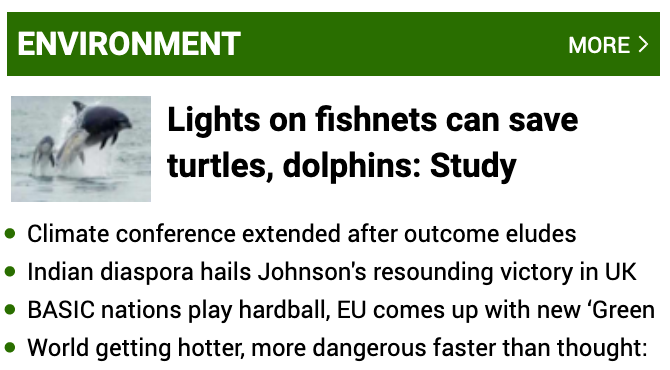 ENVIRONMENT
MORE >
Lights on fishnets can save
turtles, dolphins: Study
Climate conference extended after outcome eludes
Indian diaspora hails Johnson's resounding victory in UK
BASIC nations play hardball, EU comes up with new ‘Green
World getting hotter, more dangerous faster than thought: